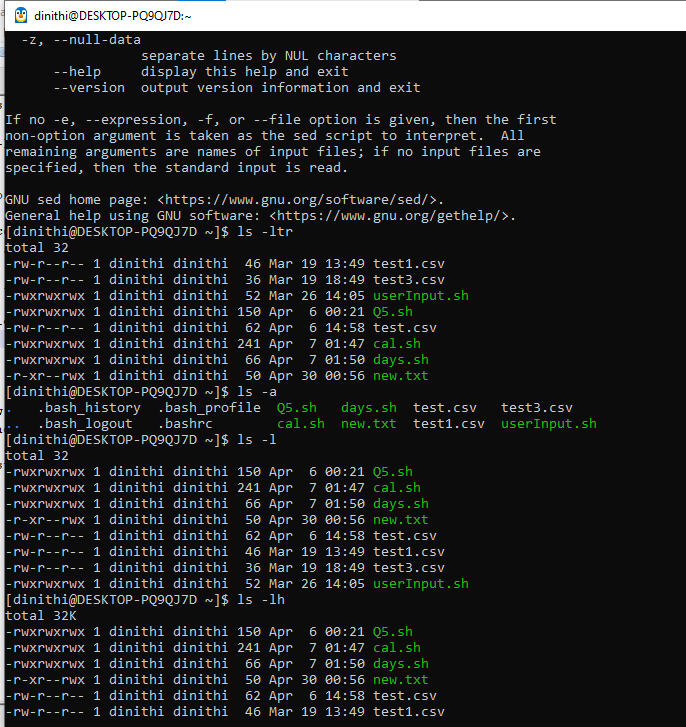 dinithi@DESKTOP-PQ9QJ7D:~
  -z, --null-data
                 separate lines by NUL characters
      --help     display this help and exit
      --version  output version information and exit

If no -e, --expression, -f, or --file option is given, then the first
non-option argument is taken as the sed script to interpret.  All
remaining arguments are names of input files; if no input files are
specified, then the standard input is read.

GNU sed home page: <https://www.gnu.org/software/sed/>.
General help using GNU software: <https://www.gnu.org/gethelp/>.
[dinithi@DESKTOP-PQ9QJ7D ~]$ ls -ltr
total 32
-rw-r--r-- 1 dinithi dinithi  46 Mar 19 13:49 test1.csv
-rw-r--r-- 1 dinithi dinithi  36 Mar 19 18:49 test3.csv
-rwxrwxrwx 1 dinithi dinithi  52 Mar 26 14:05 userInput.sh
-rwxrwxrwx 1 dinithi dinithi 150 Apr  6 00:21 Q5.sh
-rw-r--r-- 1 dinithi dinithi  62 Apr  6 14:58 test.csv
-rwxrwxrwx 1 dinithi dinithi 241 Apr  7 01:47 cal.sh
-rwxrwxrwx 1 dinithi dinithi  66 Apr  7 01:50 days.sh
-r-xr--rwx 1 dinithi dinithi  50 Apr 30 00:56 new.txt
[dinithi@DESKTOP-PQ9QJ7D ~]$ ls -a
.   .bash_history  .bash_profile  Q5.sh   days.sh  test.csv   test3.csv
..  .bash_logout   .bashrc        cal.sh  new.txt  test1.csv  userInput.sh
[dinithi@DESKTOP-PQ9QJ7D ~]$ ls -l
total 32
-rwxrwxrwx 1 dinithi dinithi 150 Apr  6 00:21 Q5.sh
-rwxrwxrwx 1 dinithi dinithi 241 Apr  7 01:47 cal.sh
-rwxrwxrwx 1 dinithi dinithi  66 Apr  7 01:50 days.sh
-r-xr--rwx 1 dinithi dinithi  50 Apr 30 00:56 new.txt
-rw-r--r-- 1 dinithi dinithi  62 Apr  6 14:58 test.csv
-rw-r--r-- 1 dinithi dinithi  46 Mar 19 13:49 test1.csv
-rw-r--r-- 1 dinithi dinithi  36 Mar 19 18:49 test3.csv
-rwxrwxrwx 1 dinithi dinithi  52 Mar 26 14:05 userInput.sh
[dinithi@DESKTOP-PQ9QJ7D ~]$ ls -lh
total 32K
-rwxrwxrwx 1 dinithi dinithi 150 Apr  6 00:21 Q5.sh
-rwxrwxrwx 1 dinithi dinithi 241 Apr  7 01:47 cal.sh
-rwxrwxrwx 1 dinithi dinithi  66 Apr  7 01:50 days.sh
-r-xr--rwx 1 dinithi dinithi  50 Apr 30 00:56 new.txt
-rw-r--r-- 1 dinithi dinithi  62 Apr  6 14:58 test.csv
-rw-r--r-- 1 dinithi dinithi  46 Mar 19 13:49 test1.csv